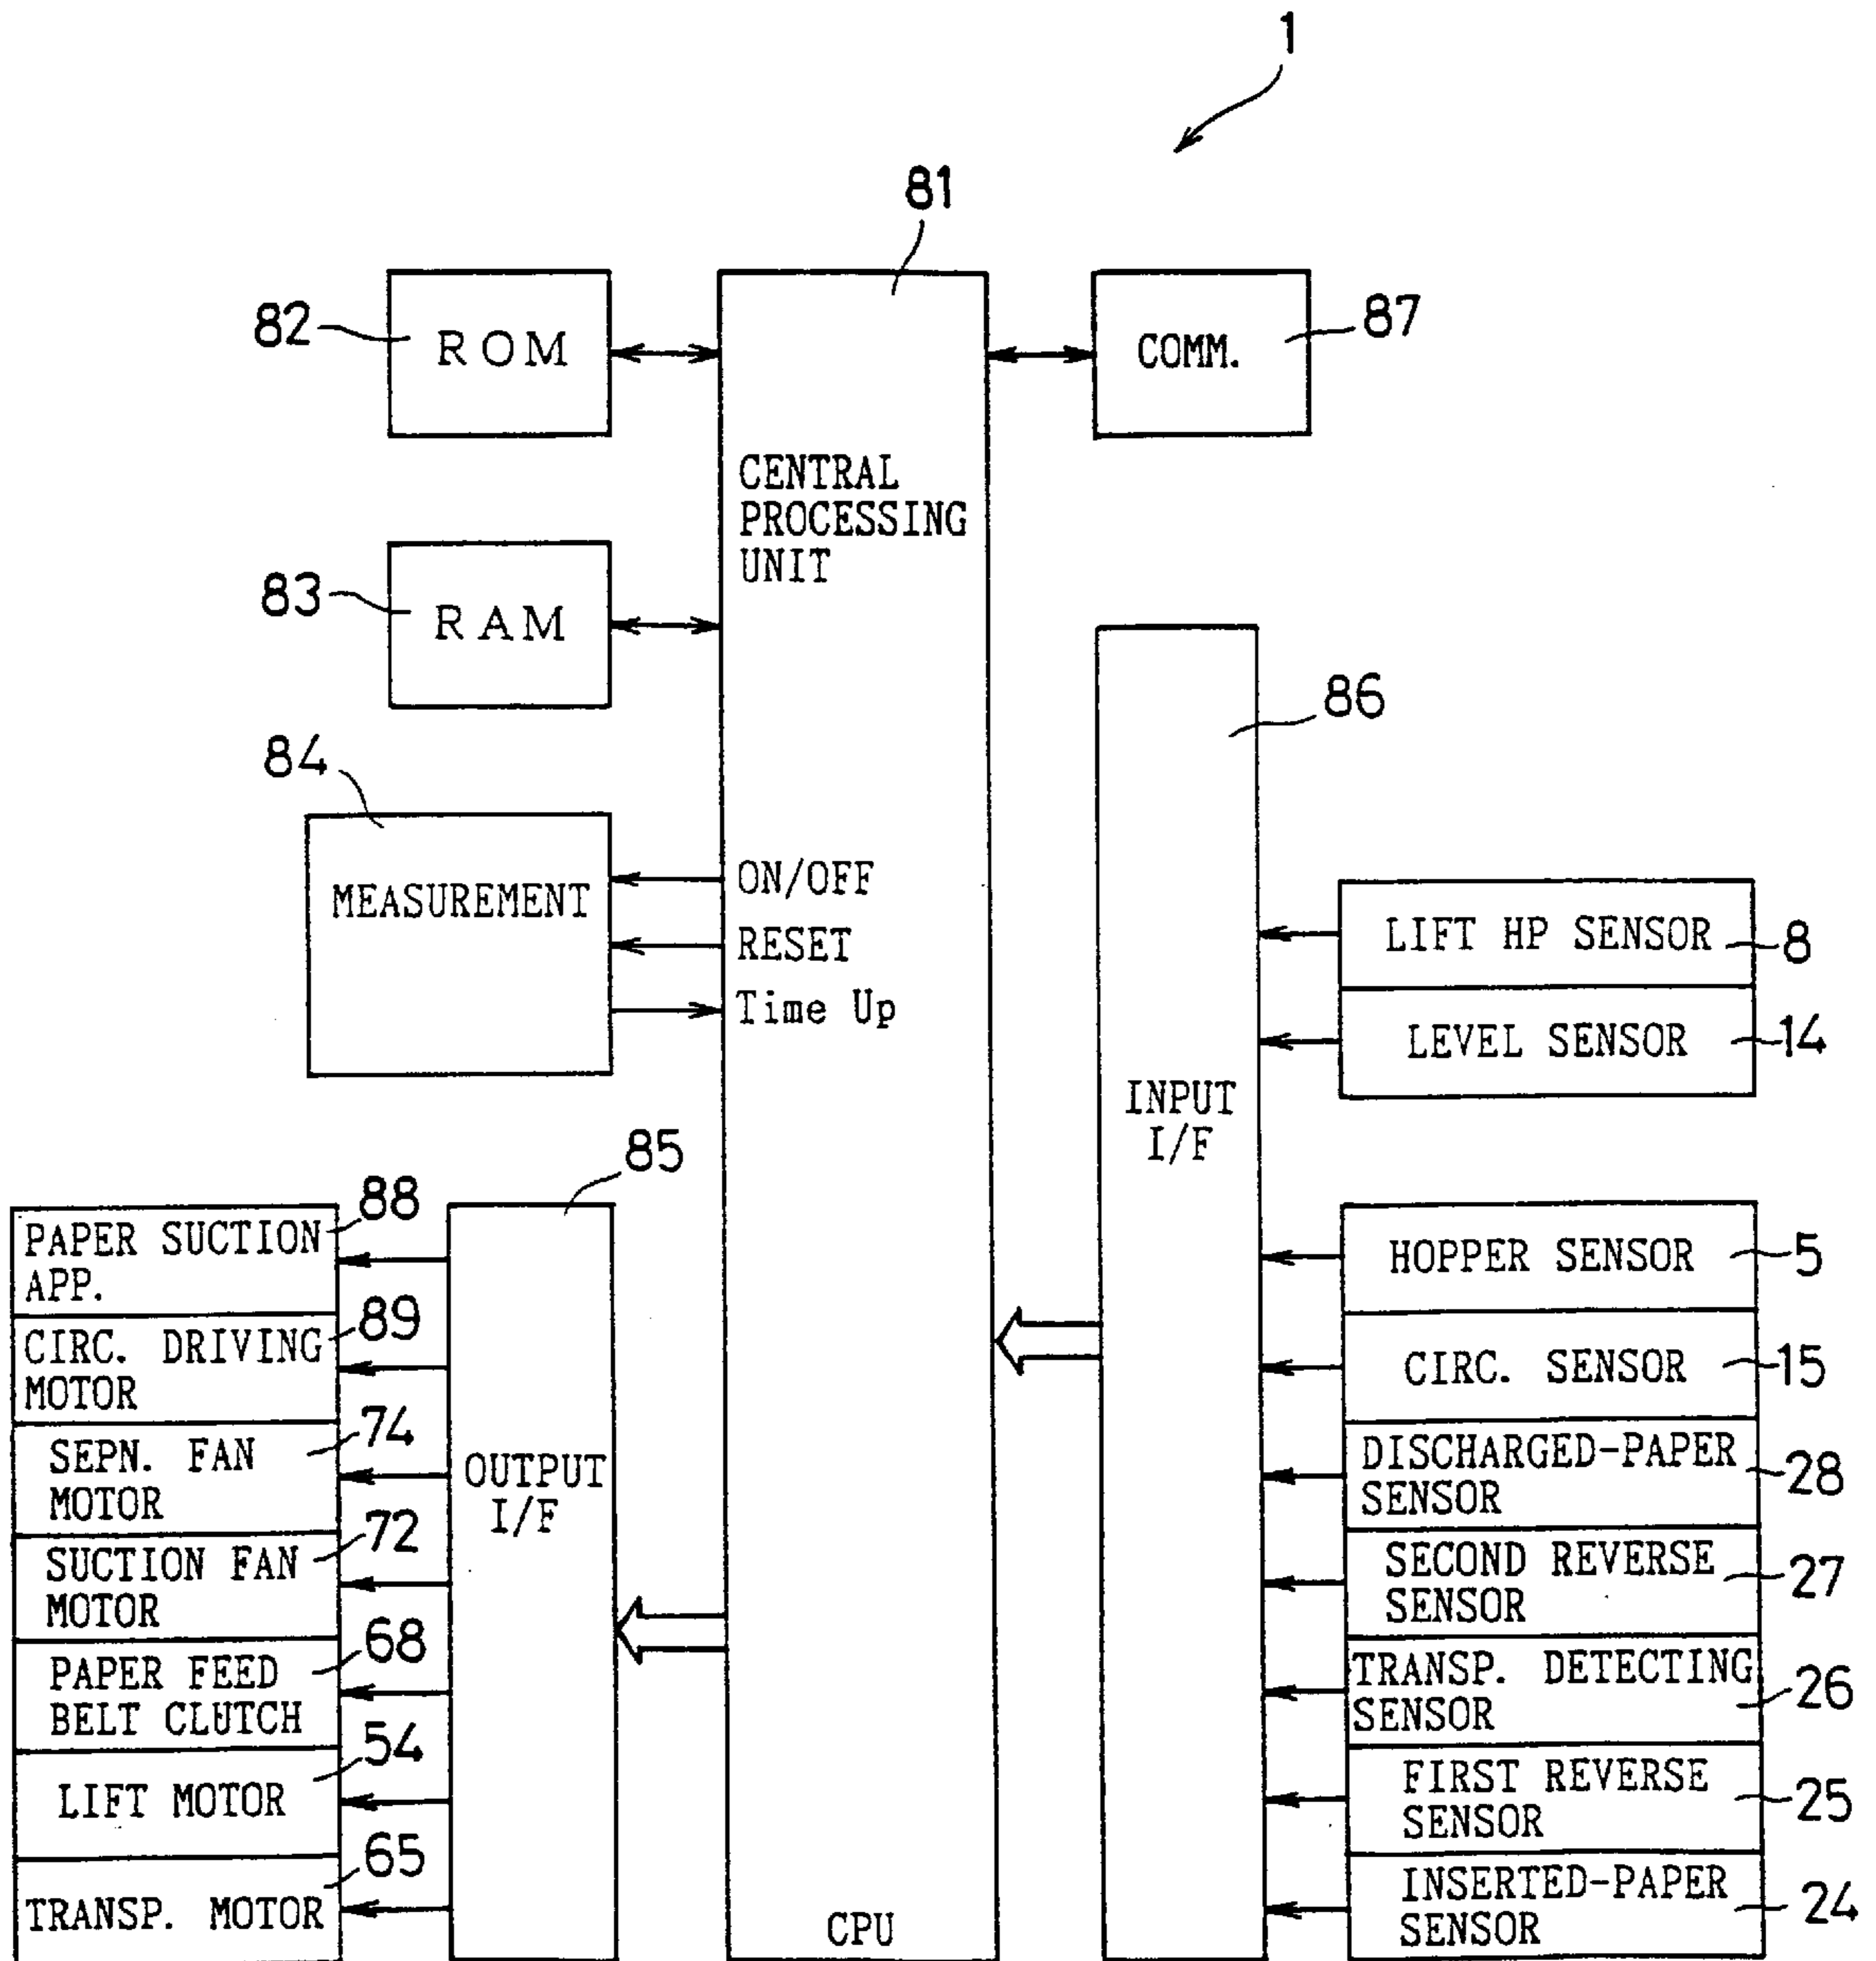 1
81
82
ROM
87
COMM.
CENTRAL
PROCESSING
UNIT
83
RAM
86
84
MEASUREMENT
ON/OFF
RESET
Time Up
LIFT HP SENSOR
8
LEVEL SENSOR
14
INPUT
I/F
85
88
PAPER SUCTION
APP.
89
CIRC. DRIVING
MOTOR
74
SEPN. FAN
MOTOR
72
SUCTION FAN
MOTOR
68
PAPER FEED
BELT CLUTCH
54
LIFT MOTOR
65
TRANSP. MOTOR
OUTPUT
I/F
CPU
HOPPER SENSOR
5
CIRC. SENSOR
15
DISCHARGED-PAPER
SENSOR
28
SECOND REVERSE
SENSOR
27
TRANSP. DETECTING
SENSOR
26
FIRST REVERSE
SENSOR
25
INSERTED-PAPER
SENSOR
24